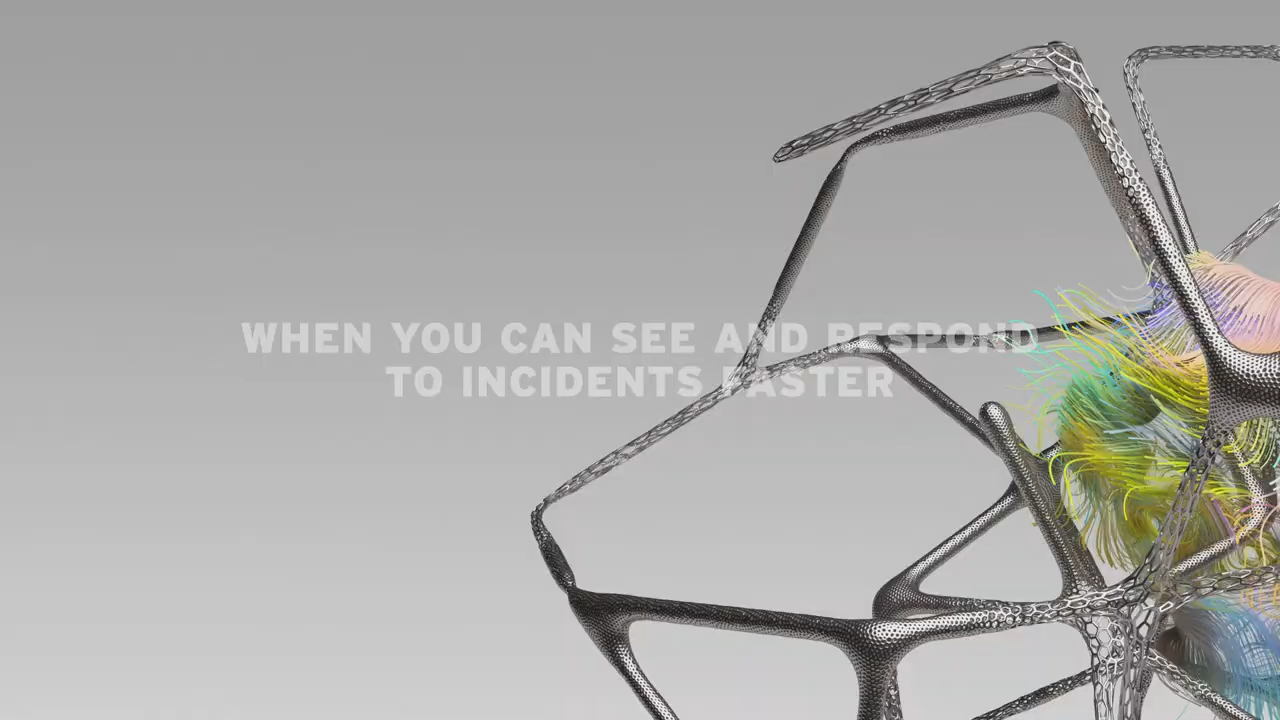 WHEN YOU CAN SEE AND RESPOND
TO INCIDENTS FASTER